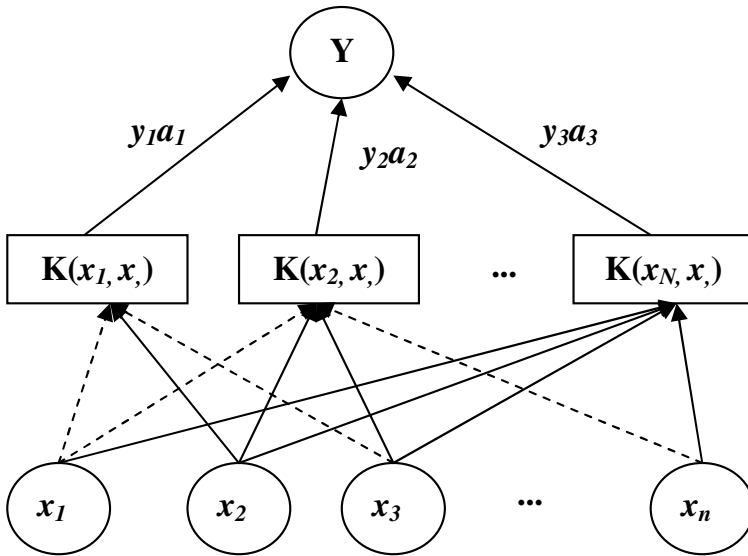 Y
y1a1 y2a2 y3a3
K(x1, x,) K(x2, x,) ... K(xN, x,)
x1 x2 x3 ... xn